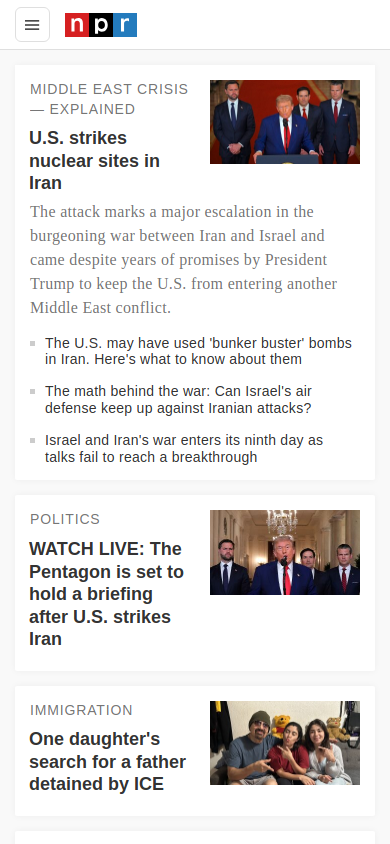 npr
MIDDLE EAST CRISIS
— EXPLAINED
U.S. strikes
nuclear sites in
Iran
The attack marks a major escalation in the
burgeoning war between Iran and Israel and
came despite years of promises by President
Trump to keep the U.S. from entering another
Middle East conflict.
The U.S. may have used 'bunker buster' bombs
in Iran. Here's what to know about them
The math behind the war: Can Israel's air
defense keep up against Iranian attacks?
Israel and Iran's war enters its ninth day as
talks fail to reach a breakthrough
POLITICS
WATCH LIVE: The
Pentagon is set to
hold a briefing
after U.S. strikes
Iran
IMMIGRATION
One daughter's
search for a father
detained by ICE